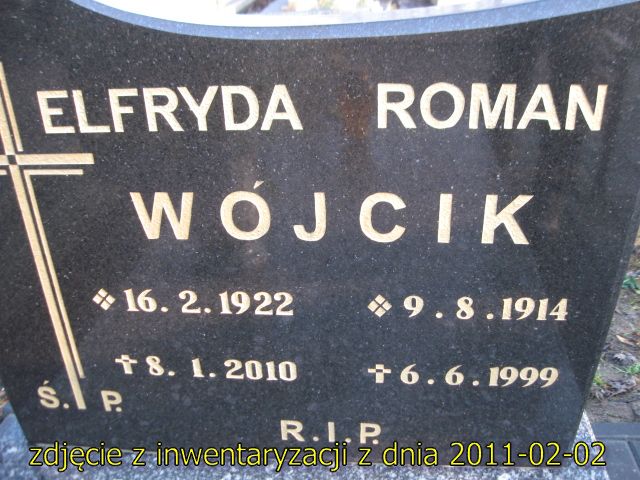 ELFRYDA ROMAN
WÓJCIK
❖ 16. 2. 1922 ❖ 9. 8. 1914
✝ 8. 1. 2010 ✝ 6. 6. 1999
Ś. P.
R.I.P.
zdjęcie z inwentaryzacji z dnia 2011-02-02